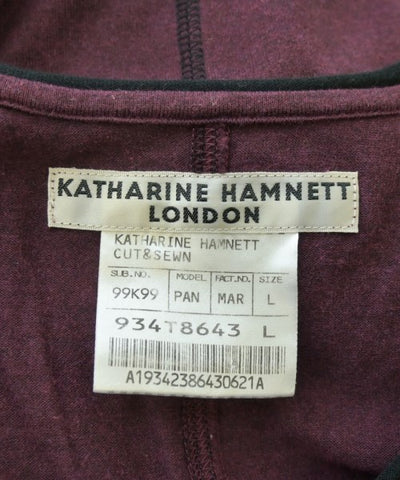 KATHARINE HAMNETT
LONDON
KATHARINE HAMNETT
CUT&SEWN
SUB.NO. MODEL FACT.NO. SIZE
99K99 PAN MAR L
934T8643 L
A19342386430621A